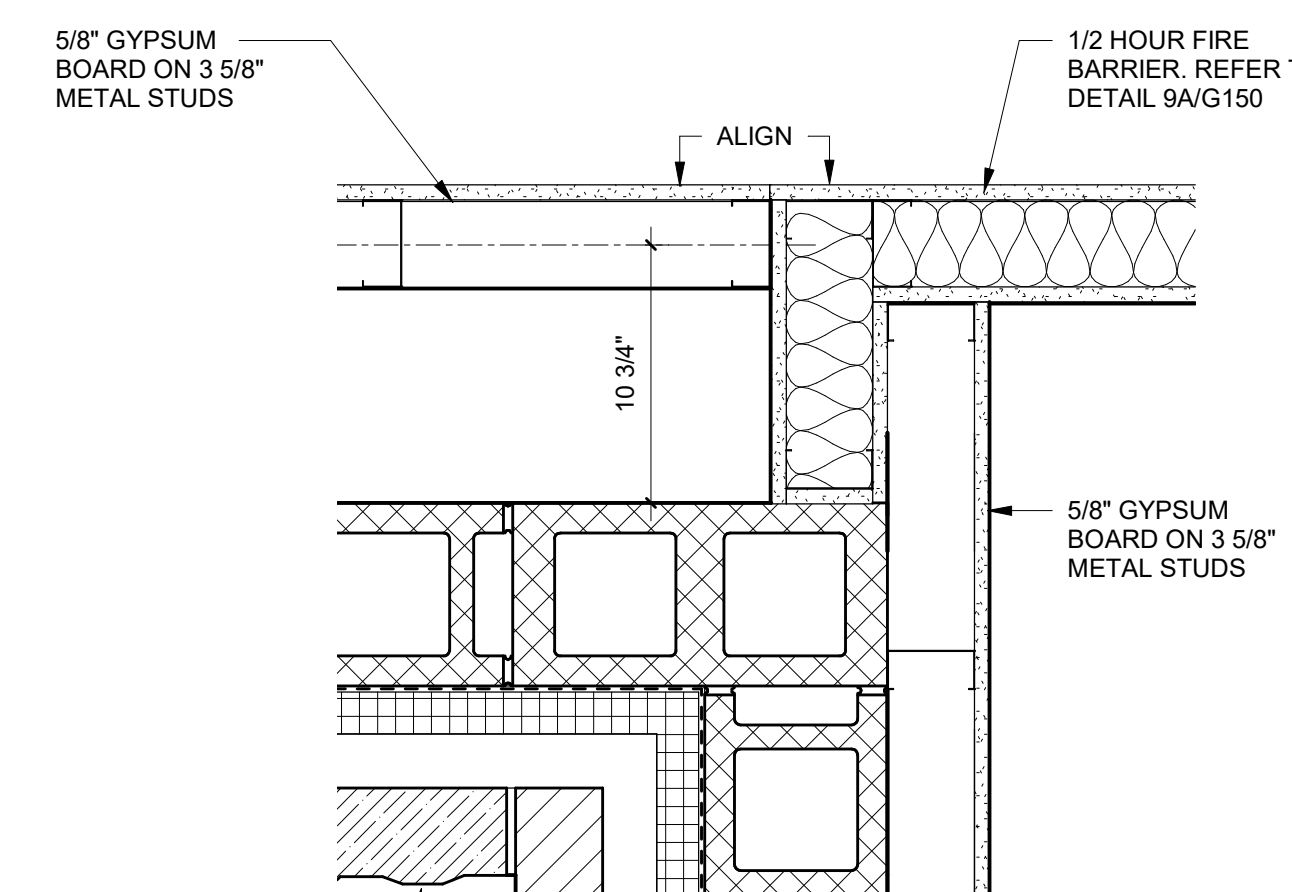 5/8" GYPSUM
BOARD ON 3 5/8"
METAL STUDS
1/2 HOUR FIRE
BARRIER. REFER
DETAIL 9A/G150
ALIGN
10 3/4"
5/8" GYPSUM
BOARD ON 3 5/8"
METAL STUDS